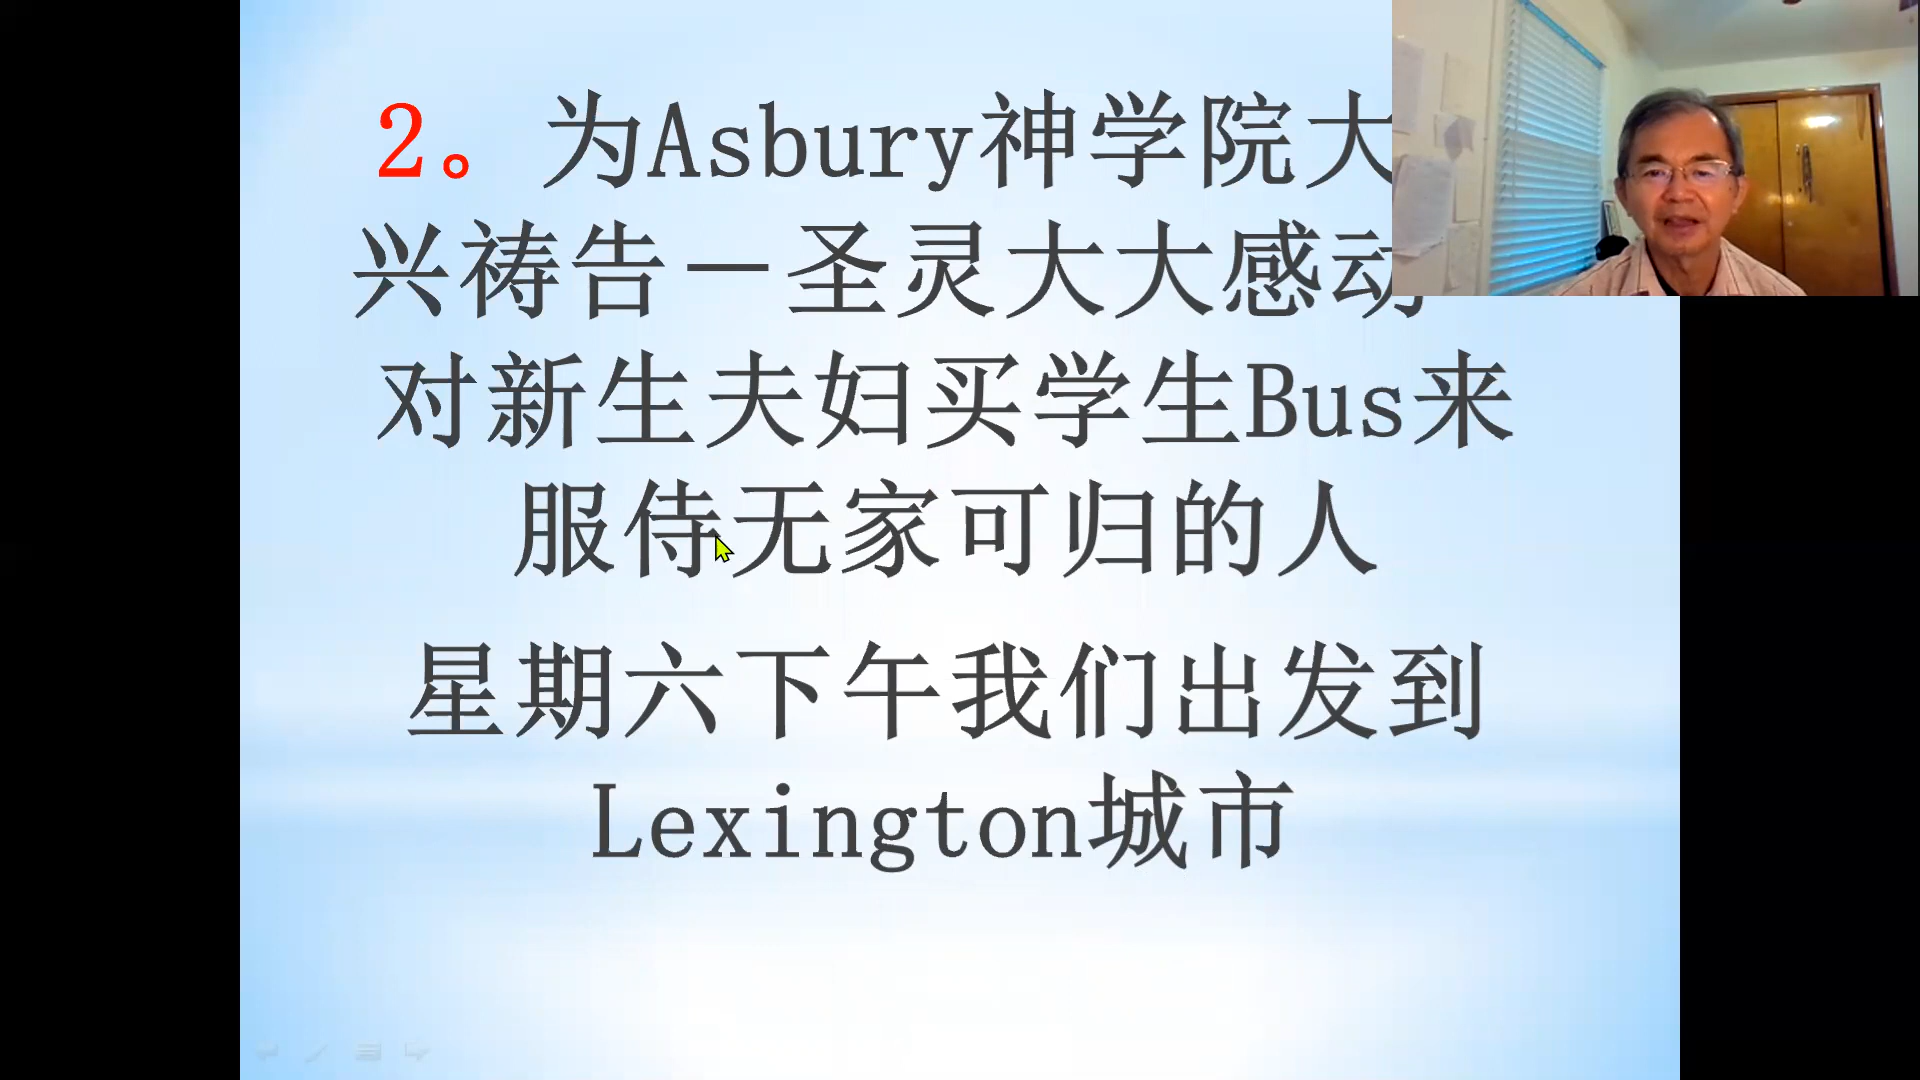 2。 为Asbury神学院大
兴祷告－圣灵大大感动
对新生夫妇买学生Bus来
服侍无家可归的人
星期六下午我们出发到
Lexington城市